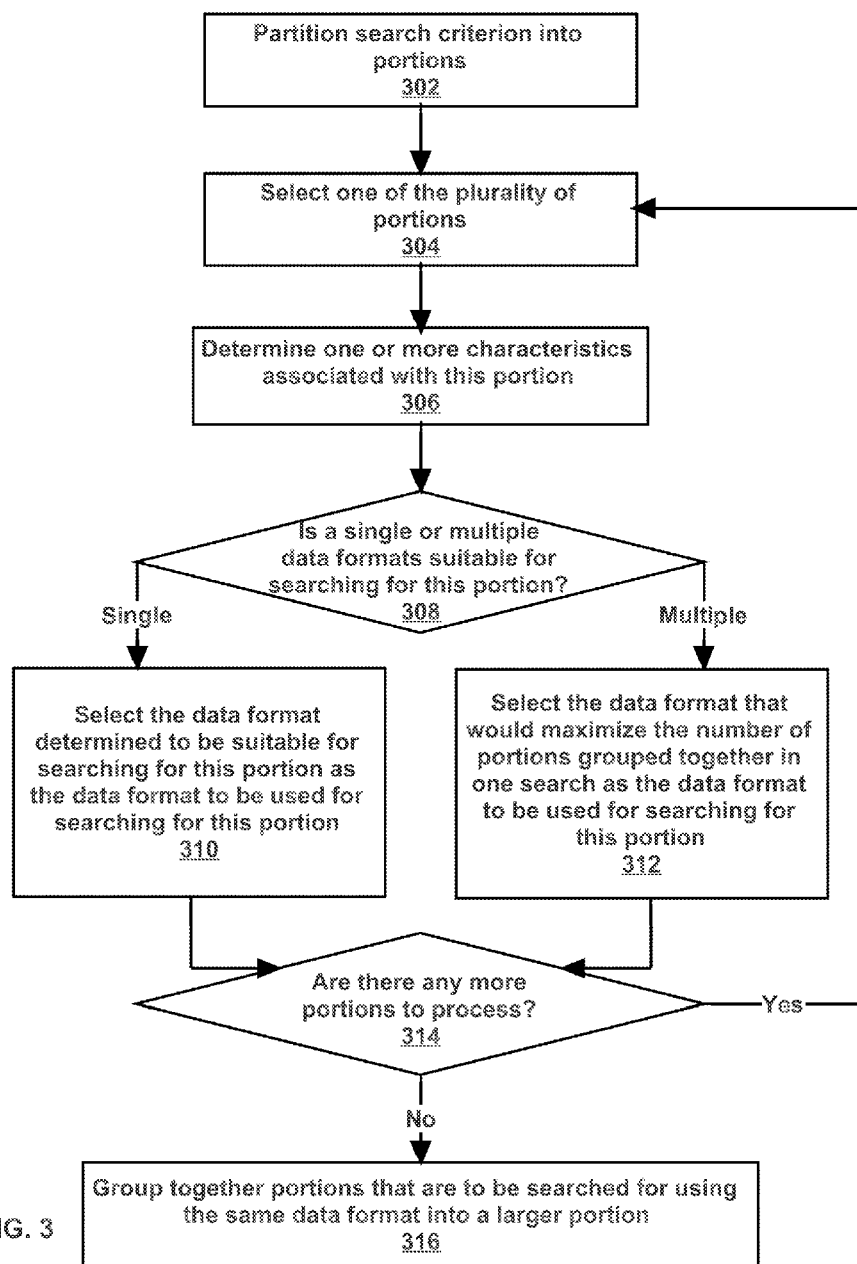 Partition search criterion into
portions
302
Select one of the plurality of
portions
304
Determine one or more characteristics
associated with this portion
306
Is a single or multiple
data formats suitable for
searching for this portion?
308
Single
Multiple
Select the data format
determined to be suitable for
searching for this portion as
the data format to be used for
searching for this portion
310
Select the data format that
would maximize the number of
portions grouped together in
one search as the data format
to be used for searching for
this portion
312
Are there any more
portions to process?
314
Yes
No
Group together portions that are to be searched for using
the same data format into a larger portion
316
IG. 3